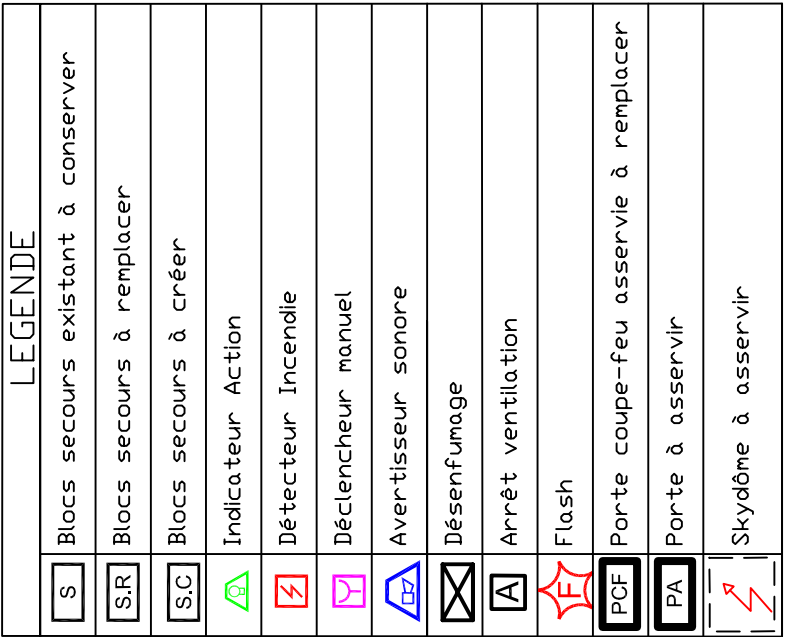 LEGENDE
S Blocs secours existant à conserver
S.R Blocs secours à remplacer
S.C Blocs secours à créer
Indicateur Action
Détecteur Incendie
Déclencheur manuel
Avertisseur sonore
Désenfumage
A Arrêt ventilation
F Flash
PCF Porte coupe-feu asservie à remplacer
PA Porte à asservir
Skydôme à asservir